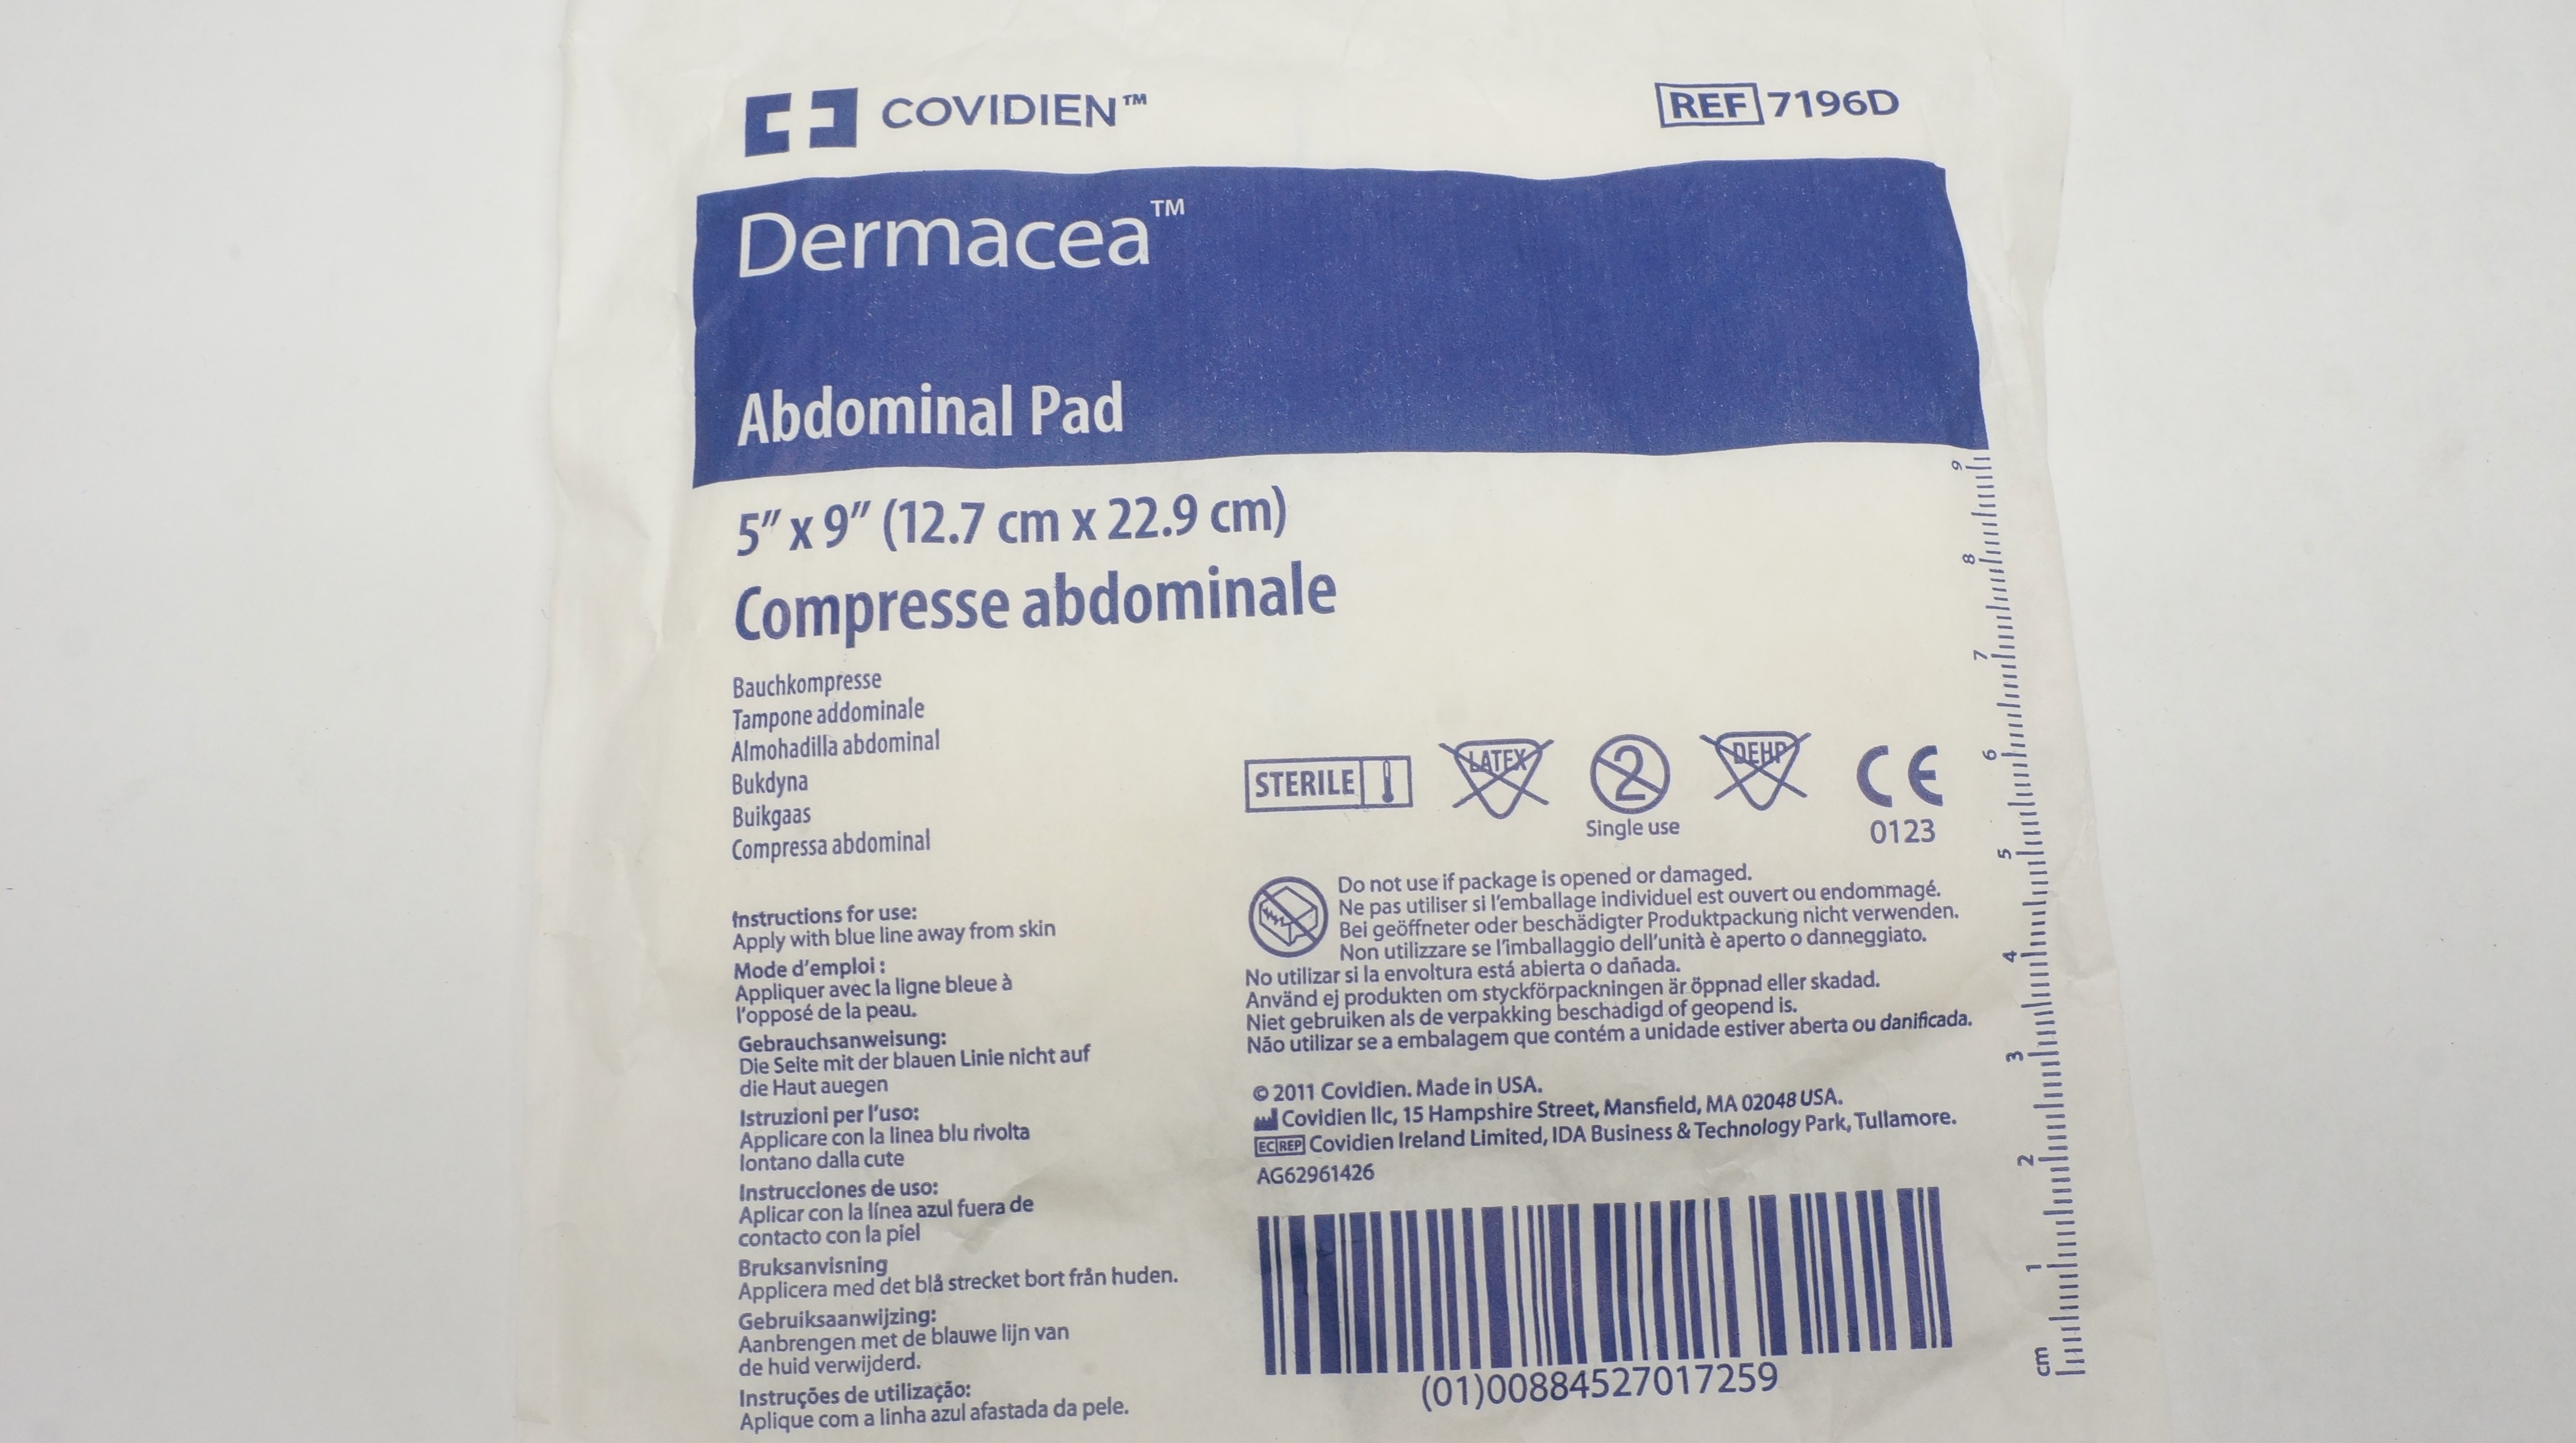 COVIDIEN™
REF 7196D
Dermacea™
Abdominal Pad
5" x 9" (12.7 cm x 22.9 cm)
Compresse abdominale
Bauchkompresse
Tampone addominale
Almohadilla abdominal
Bukdyna
Buikgaas
Compressa abdominal
Instructions for use:
Apply with blue line away from skin
Mode d'emploi :
Appliquer avec la ligne bleue à
l'opposé de la peau.
Gebrauchsanweisung:
Die Seite mit der blauen Linie nicht auf
die Haut auegen
Istruzioni per l'uso:
Applicare con la linea blu rivolta
lontano dalla cute
Instrucciones de uso:
Aplicar con la línea azul fuera de
contacto con la piel
Bruksanvisning
Applicera med det blå strecket bort från huden.
Gebruiksaanwijzing:
Aanbrengen met de blauwe lijn van
de huid verwijderd.
Instruções de utilização:
Aplique com a linha azul afastada da pele.
STERILE
LATEX
2
Single use
DEHP
CE
0123
Do not use if package is opened or damaged.
Ne pas utiliser si l'emballage individuel est ouvert ou endommagé.
Bei geöffneter oder beschädigter Produktpackung nicht verwenden.
Non utilizzare se l'imballaggio dell'unità è aperto o danneggiato.
No utilizar si la envoltura está abierta o dañada.
Använd ej produkten om styckförpackningen är öppnad eller skadad.
Niet gebruiken als de verpakking beschadigd of geopend is.
Não utilizar se a embalagem que contém a unidade estiver aberta ou danificada.
© 2011 Covidien. Made in USA.
Covidien llc, 15 Hampshire Street, Mansfield, MA 02048 USA.
EC REP Covidien Ireland Limited, IDA Business & Technology Park, Tullamore.
AG62961426
(01)00884527017259
9
8
7
6
5
4
3
2
1
cm